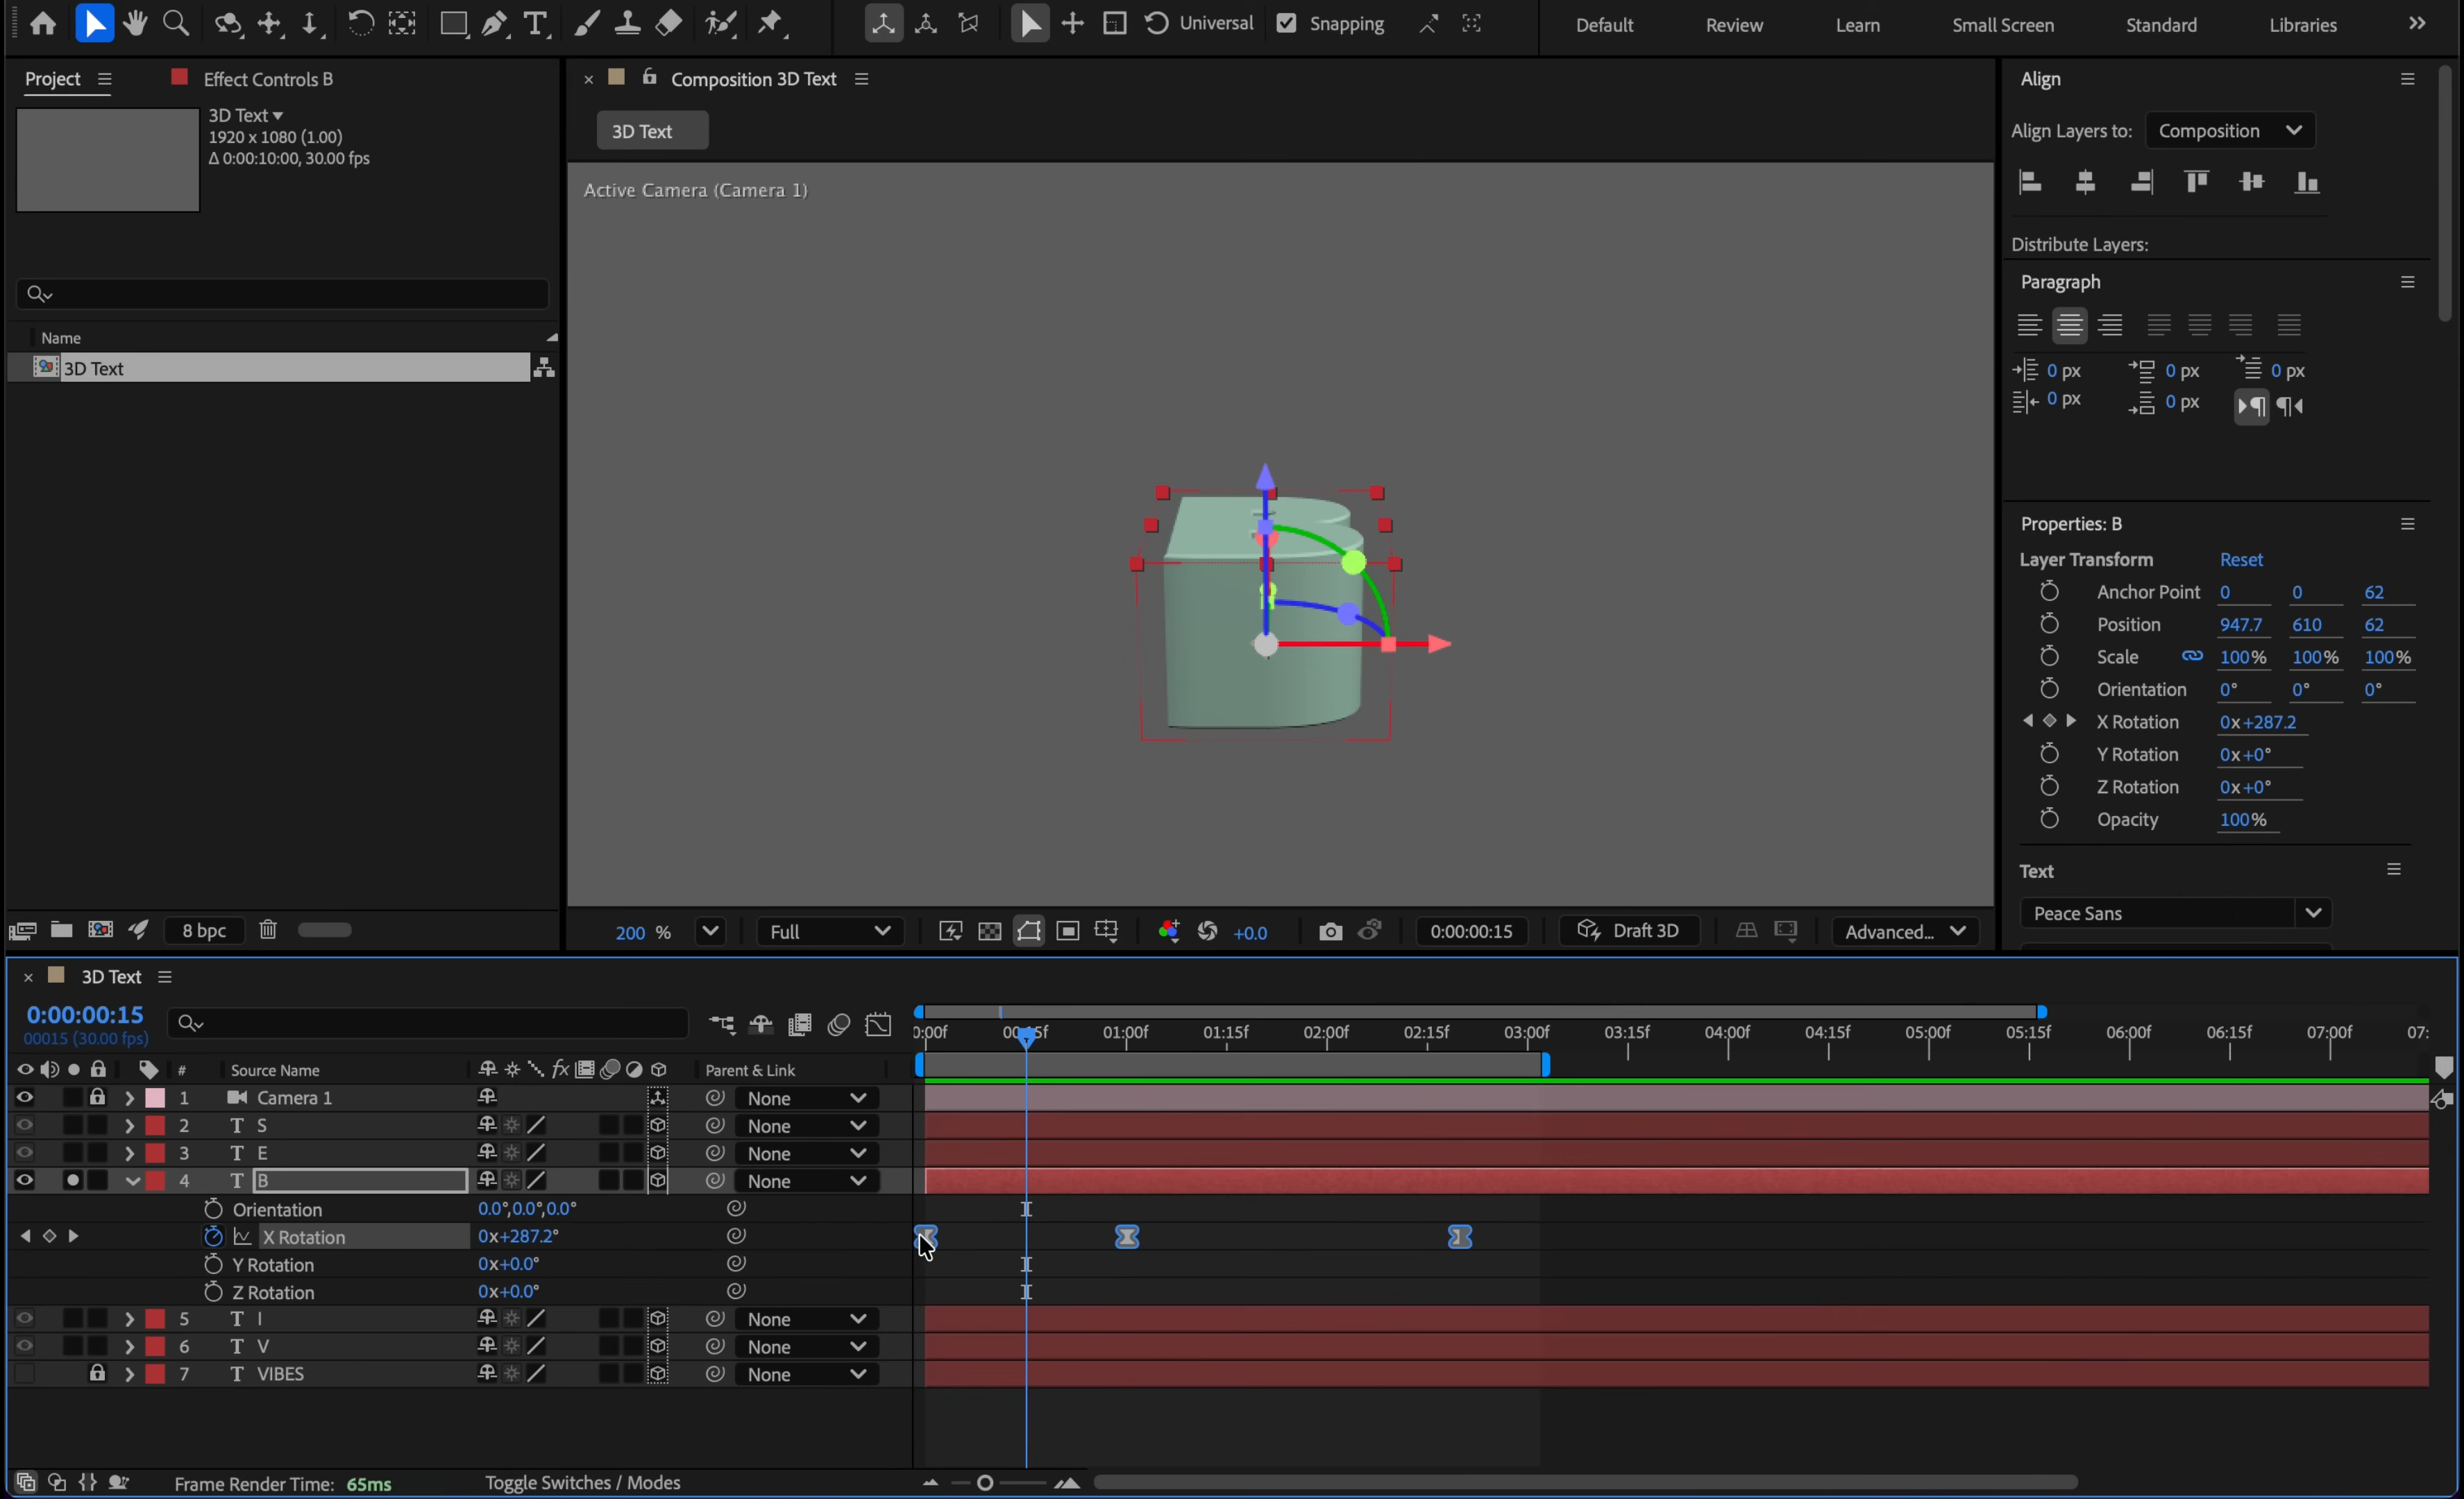 Universal
Snapping
Default
Review
Learn
Small Screen
Standard
Libraries
Project
Effect Controls B
3D Text
1920 x 1080 (1.00)
Δ 0:00:10:00, 30.00 fps
Name
3D Text
8 bpc
Composition 3D Text
3D Text
Active Camera (Camera 1)
200 %
Full
+0.0
0:00:00:15
Draft 3D
Advanced...
Align
Align Layers to: Composition
Distribute Layers:
Paragraph
0 px 0 px 0 px
0 px 0 px
Properties: B
Layer Transform Reset
Anchor Point 0 0 62
Position 947.7 610 62
Scale 100% 100% 100%
Orientation 0° 0° 0°
X Rotation 0x+287.2
Y Rotation 0x+0°
Z Rotation 0x+0°
Opacity 100%
Text
Peace Sans
3D Text
0:00:00:15
00015 (30.00 fps)
01:00f 01:15f 02:00f 02:15f 03:00f 03:15f 04:00f 04:15f 05:00f 05:15f 06:00f 06:15f 07:00f 07:
# Source Name fx Parent & Link
1 Camera 1 None
2 T S None
3 T E None
4 T B None
Orientation 0.0°,0.0°,0.0°
X Rotation 0x+287.2°
Y Rotation 0x+0.0°
Z Rotation 0x+0.0°
5 T I None
6 T V None
7 T VIBES None
Frame Render Time: 65ms
Toggle Switches / Modes